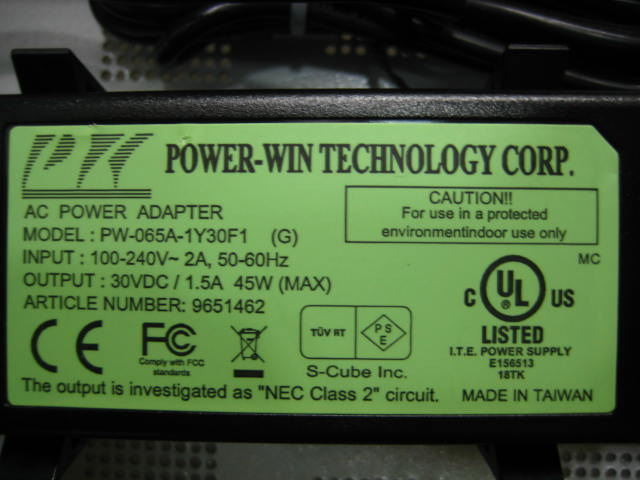 PW
POWER-WIN TECHNOLOGY CORP.
AC POWER ADAPTER
MODEL : PW-065A-1Y30F1 (G)
INPUT : 100-240V~ 2A, 50-60Hz
OUTPUT : 30VDC / 1.5A 45W (MAX)
ARTICLE NUMBER: 9651462
CAUTION!!
For use in a protected
environmentindoor use only
MC
C UL US
LISTED
I.T.E. POWER SUPPLY
E156513
18TK
CE FC
Comply with FCC
standards
TÜV RT
P S
E
S-Cube Inc.
The output is investigated as "NEC Class 2" circuit.
MADE IN TAIWAN